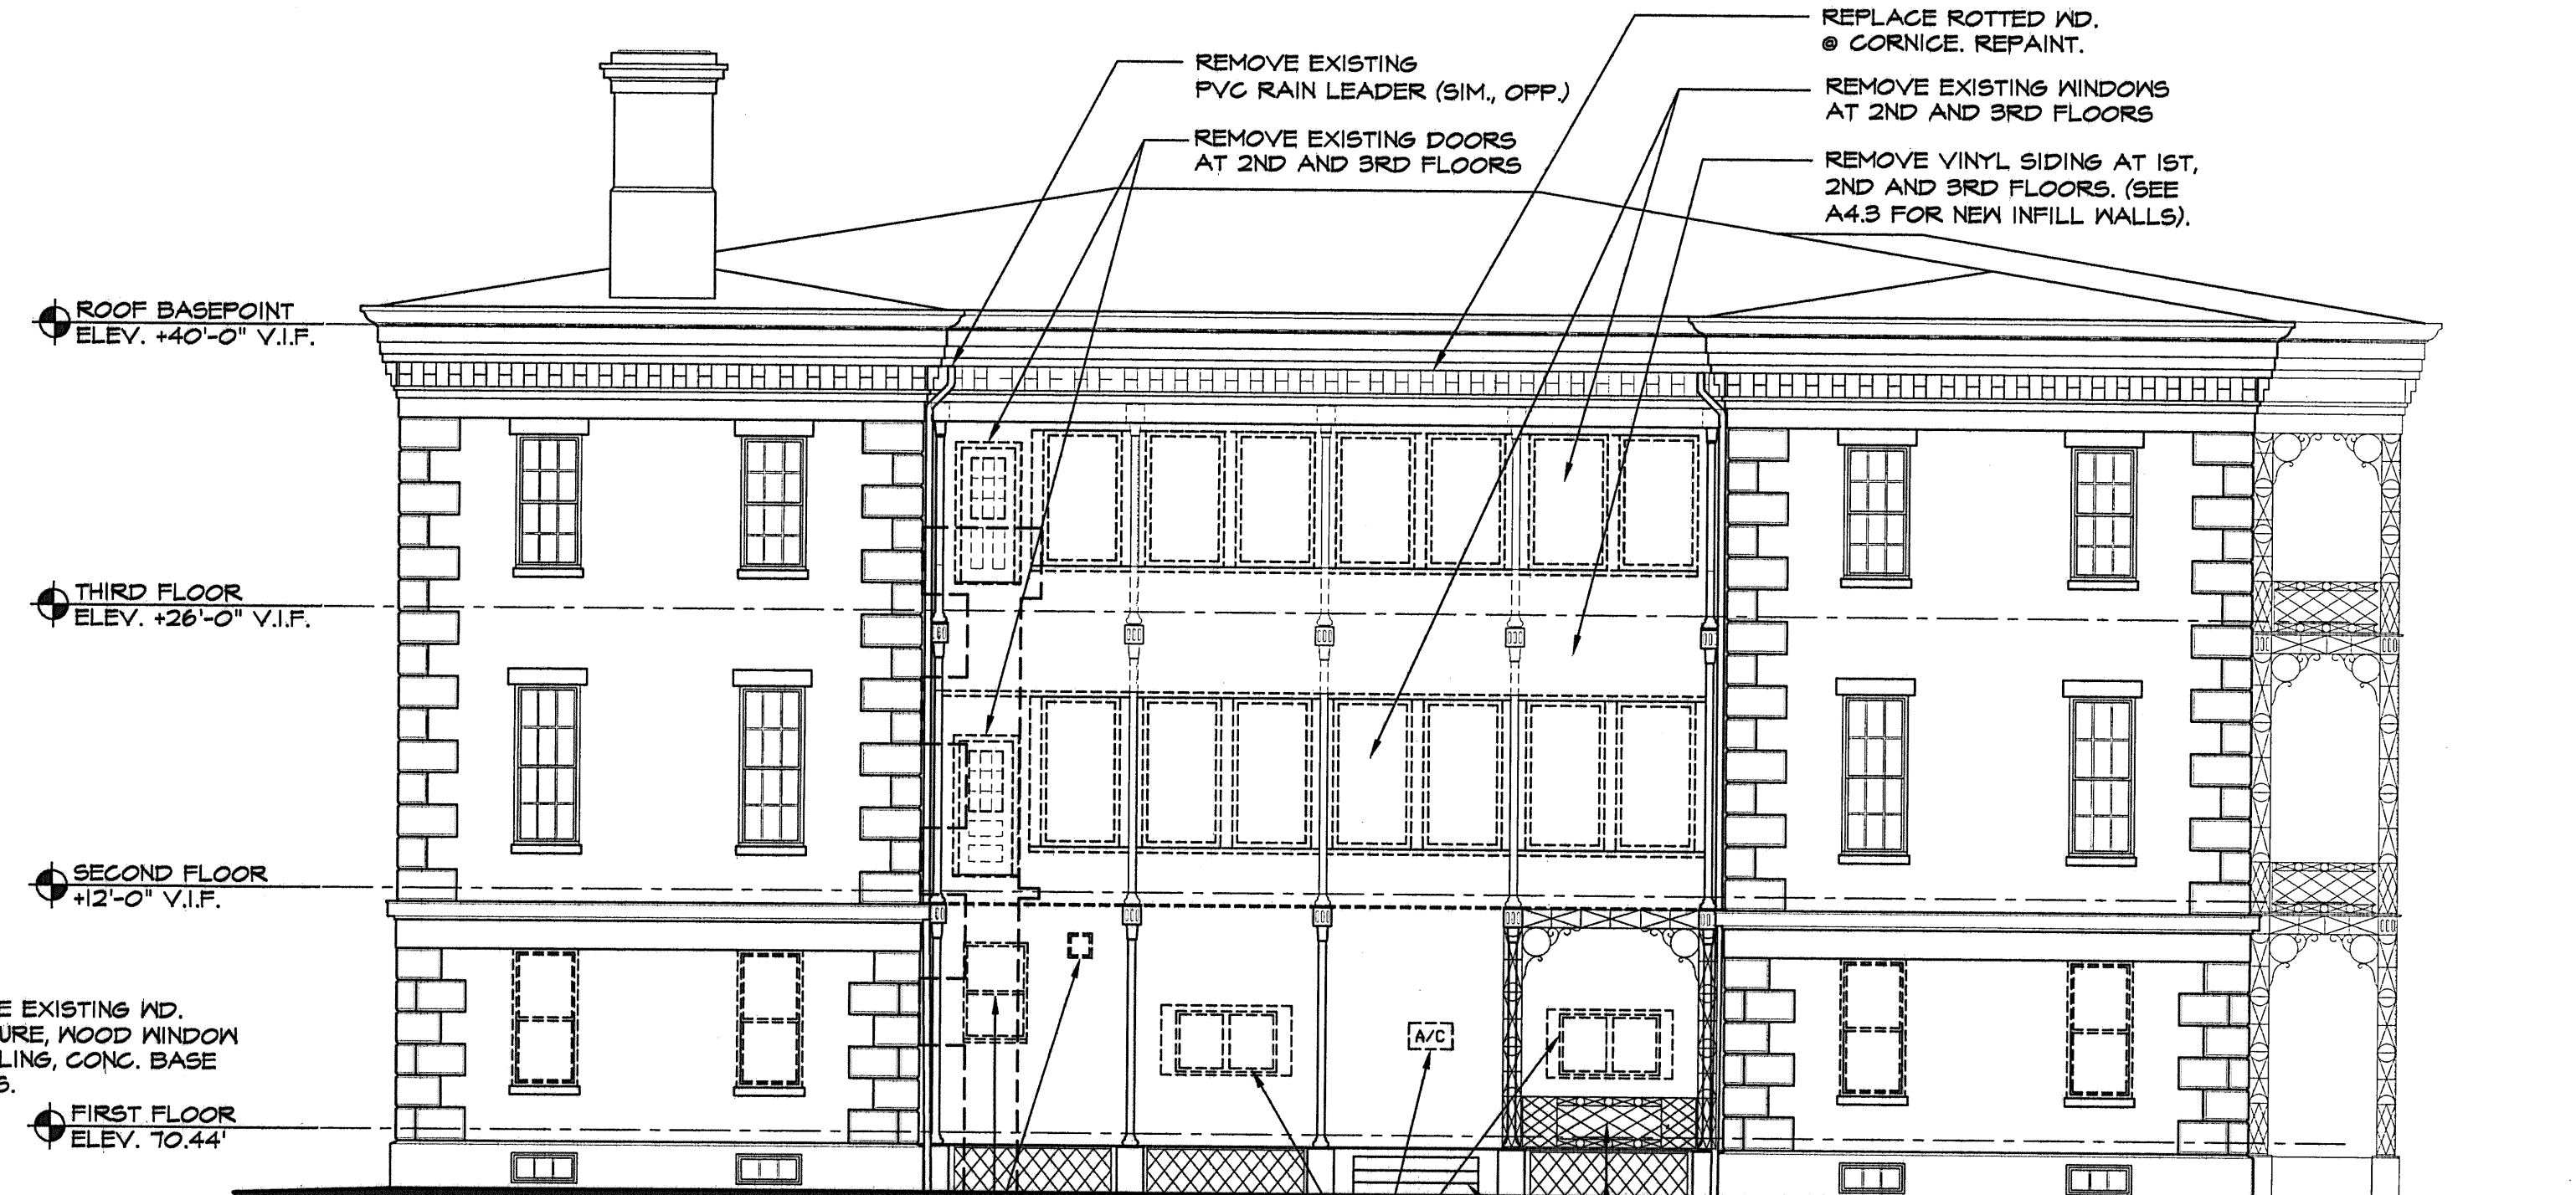 REPLACE ROTTED WD.
@ CORNICE. REPAINT.
REMOVE EXISTING
PVC RAIN LEADER (SIM., OPP.)
REMOVE EXISTING WINDOWS
AT 2ND AND 3RD FLOORS
REMOVE EXISTING DOORS
AT 2ND AND 3RD FLOORS
REMOVE VINYL SIDING AT 1ST,
2ND AND 3RD FLOORS. (SEE
A4.3 FOR NEW INFILL WALLS).
ROOF BASEPOINT
ELEV. +40'-0" V.I.F.
THIRD FLOOR
ELEV. +26'-0" V.I.F.
SECOND FLOOR
+12'-0" V.I.F.
E EXISTING WD.
URE, WOOD WINDOW
LING, CONC. BASE
S.
A/C
FIRST FLOOR
ELEV. 70.44'